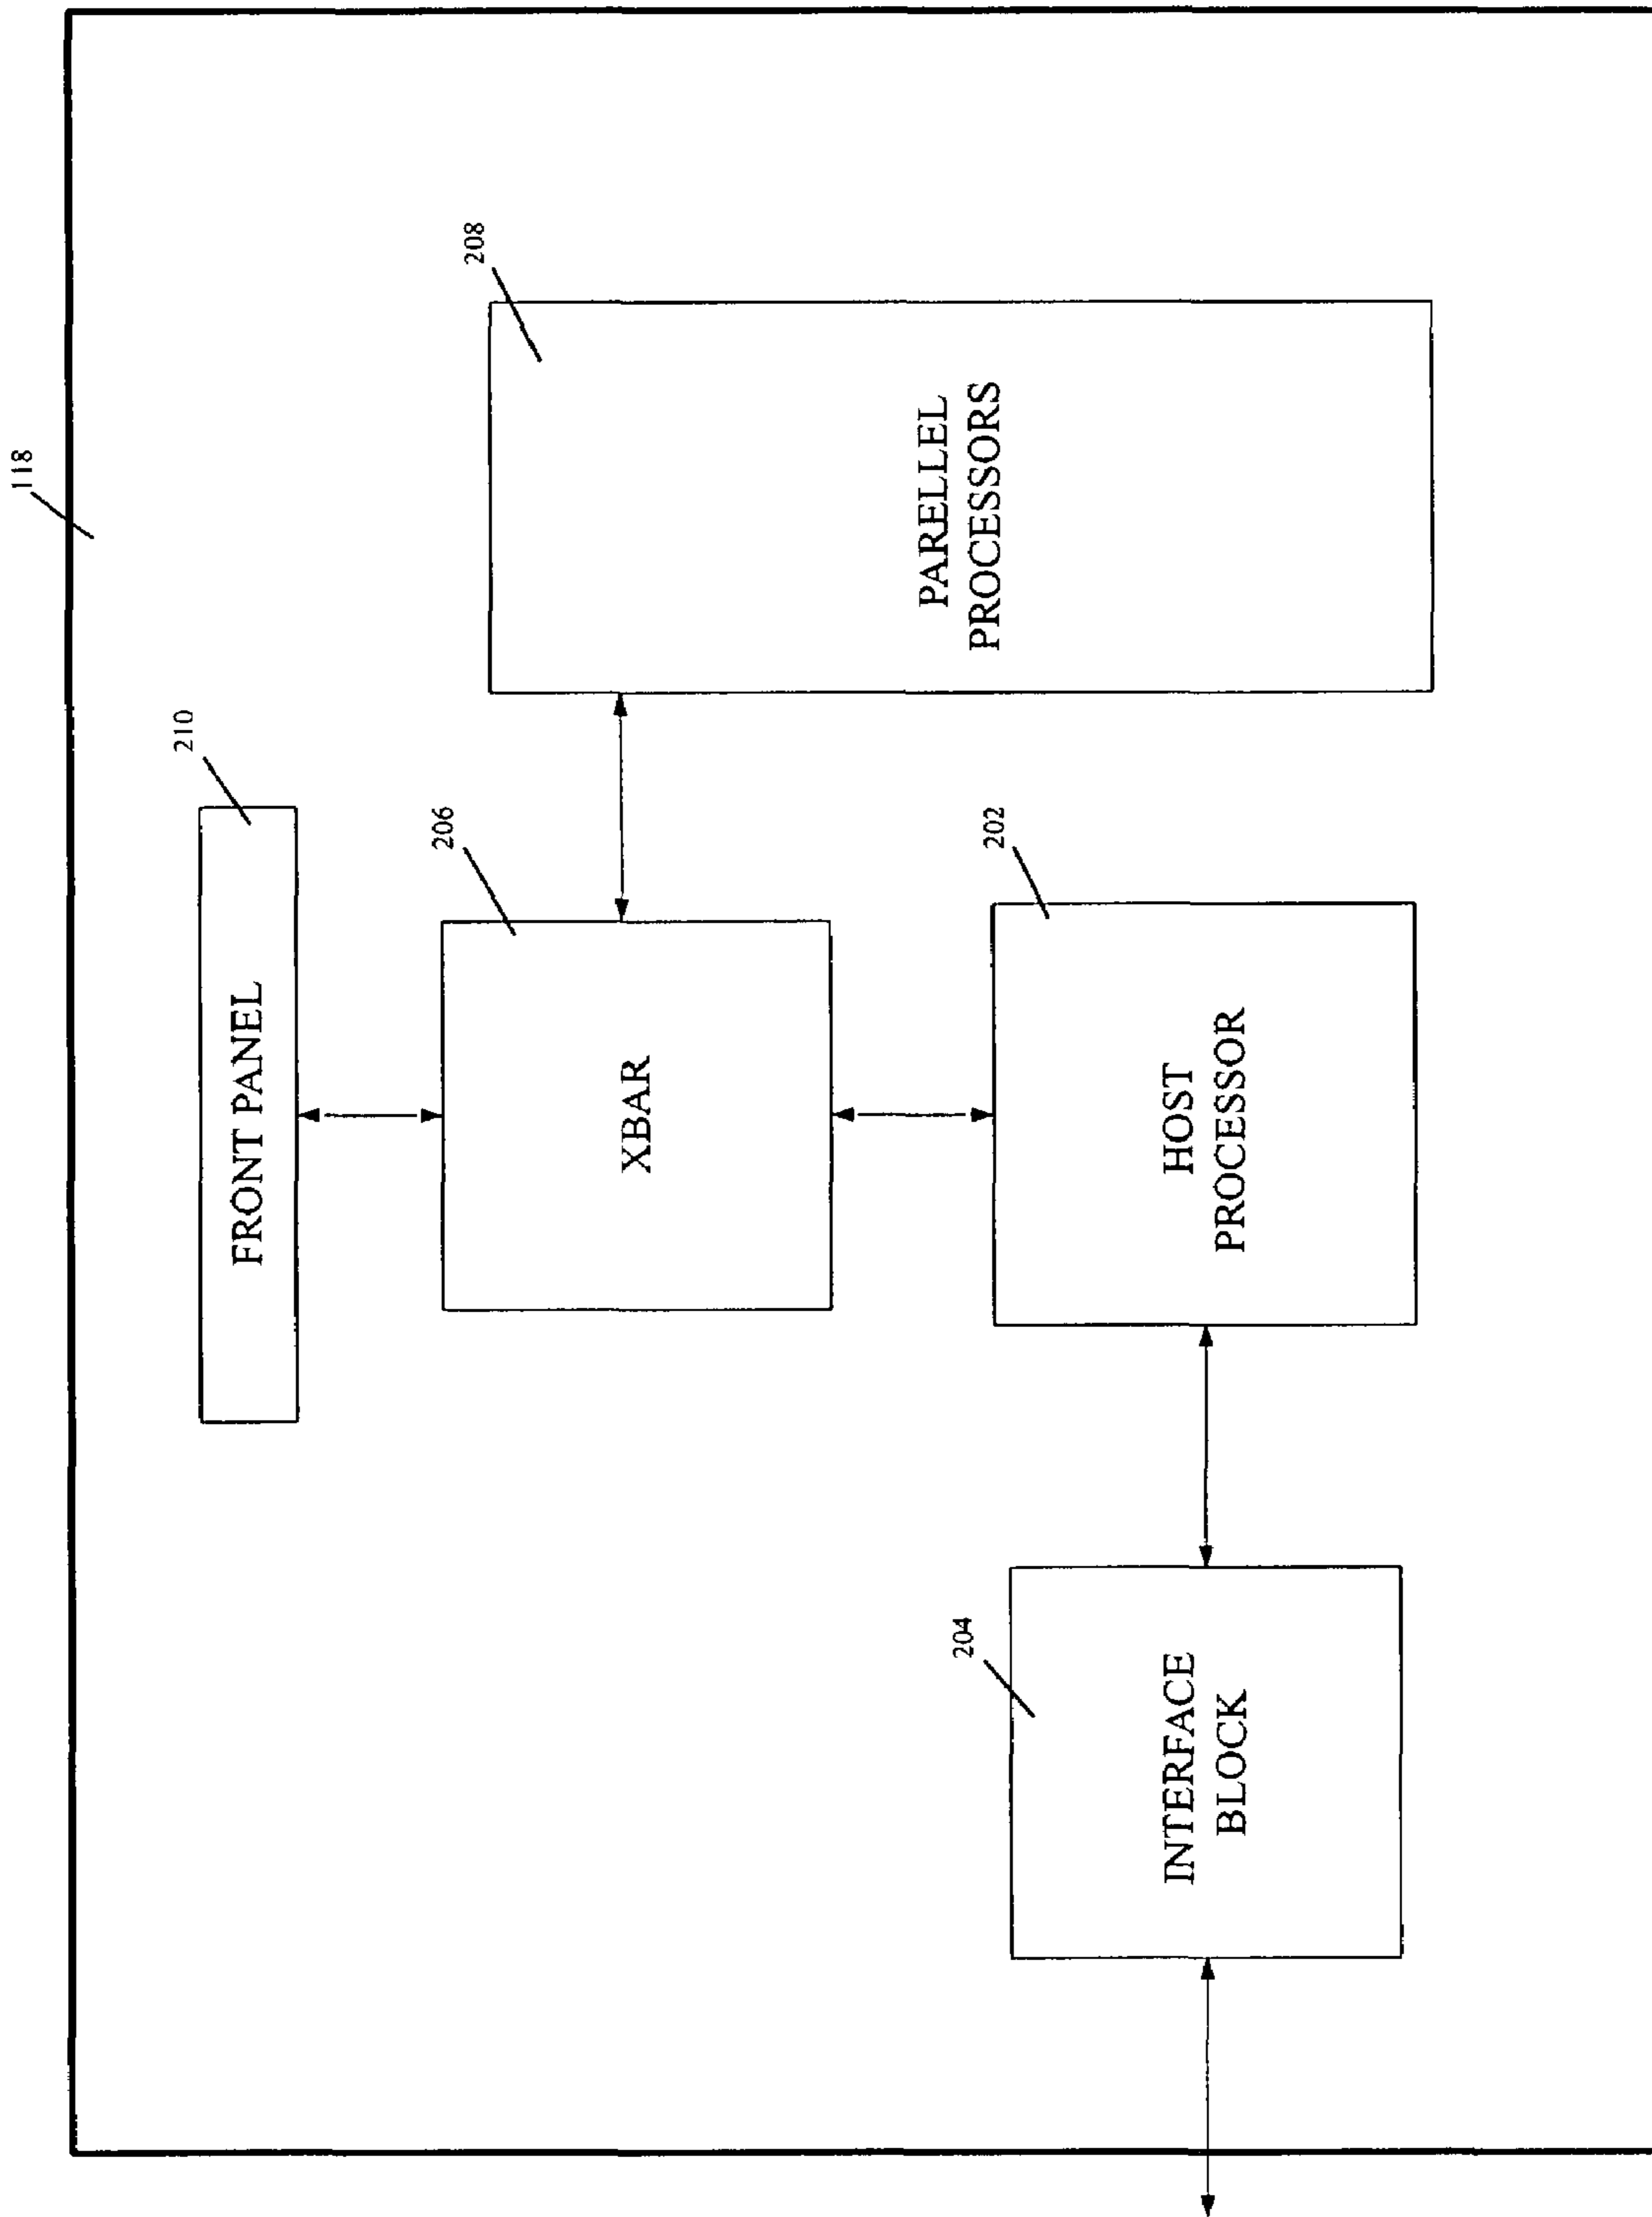 118
210
FRONT PANEL
206
XBAR
208
PARELLEL
PROCESSORS
204
INTERFACE
BLOCK
202
HOST
PROCESSOR